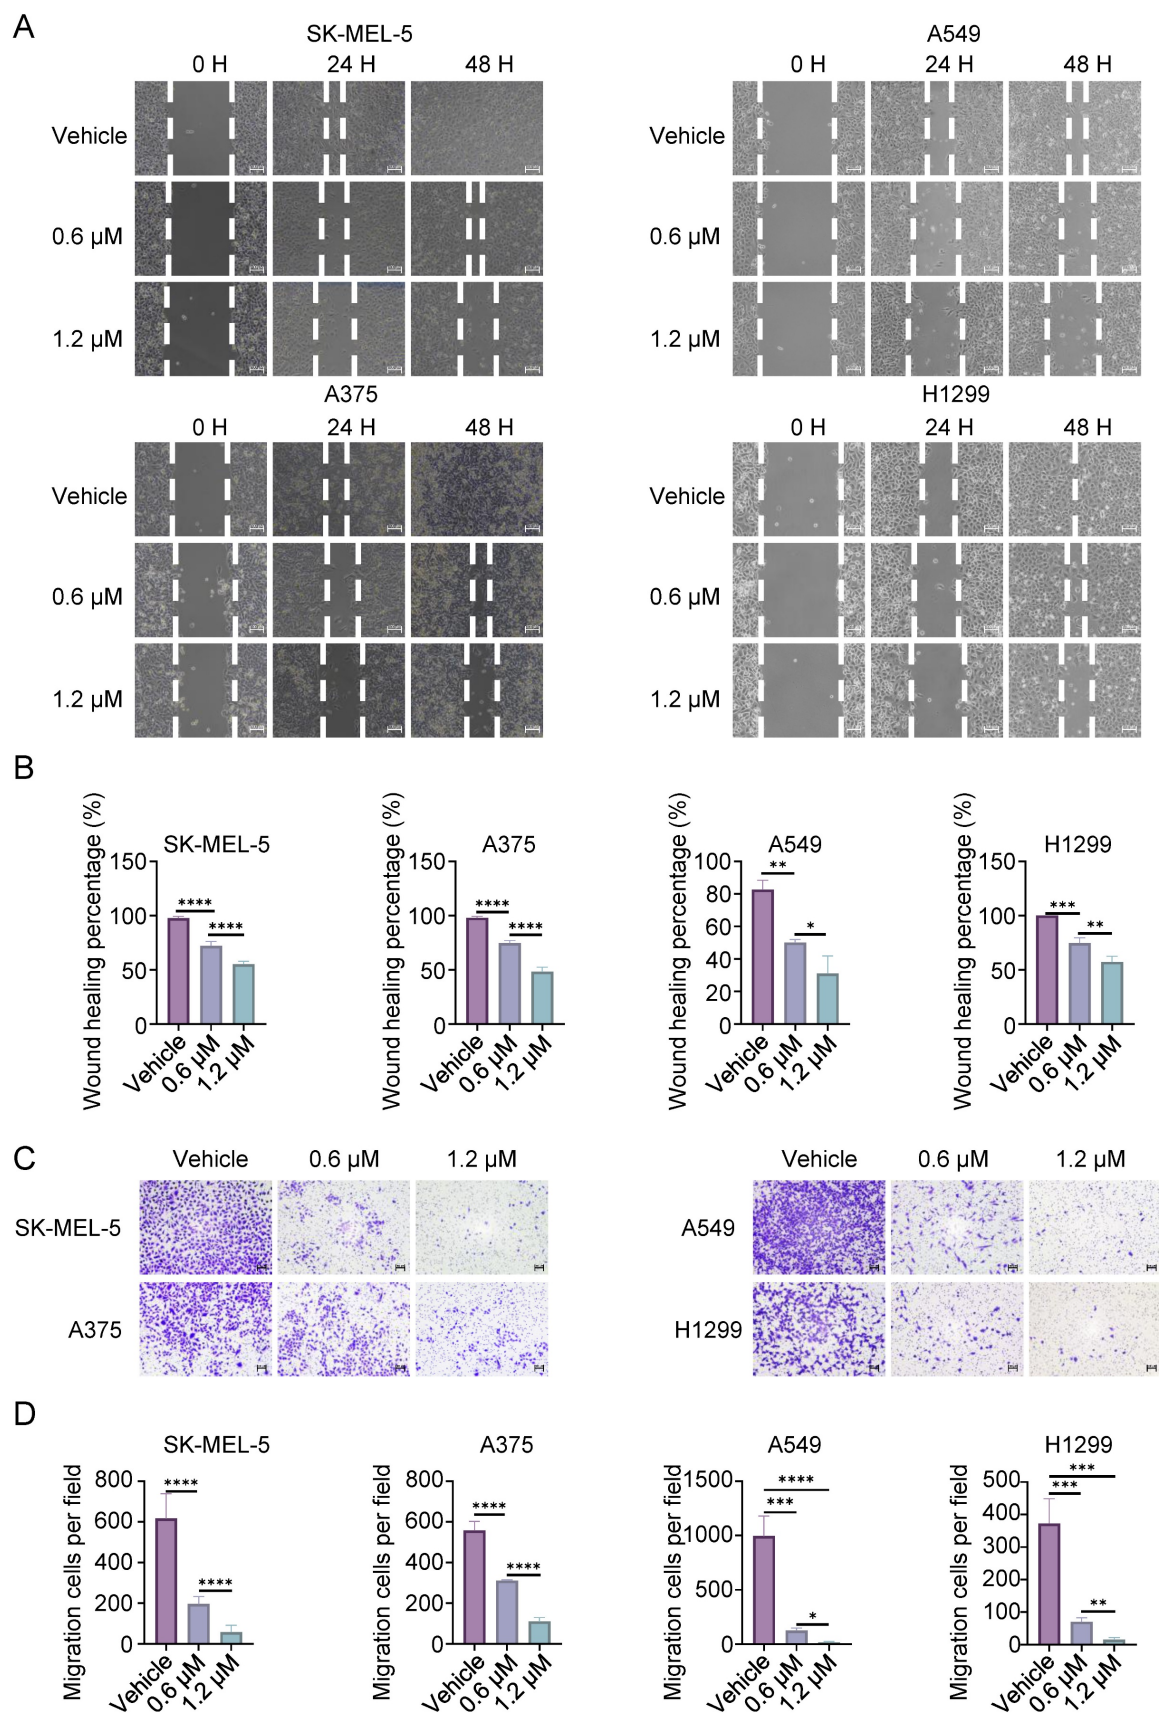 A
SK-MEL-5
A549
0 H 24 H 48 H
0 H 24 H 48 H
Vehicle
Vehicle
0.6 µM
0.6 µM
1.2 µM
1.2 µM
A375
H1299
0 H 24 H 48 H
0 H 24 H 48 H
Vehicle
Vehicle
0.6 µM
0.6 µM
1.2 µM
1.2 µM
B
Wound healing percentage (%)
SK-MEL-5
150
100
50
0
****
****
Vehicle
0.6 µM
1.2 µM
Wound healing percentage (%)
A375
150
100
50
0
****
****
Vehicle
0.6 µM
1.2 µM
Wound healing percentage (%)
A549
100
80
60
40
20
0
**
*
Vehicle
0.6 µM
1.2 µM
Wound healing percentage (%)
H1299
150
100
50
0
***
**
Vehicle
0.6 µM
1.2 µM
C
Vehicle 0.6 µM 1.2 µM
Vehicle 0.6 µM 1.2 µM
SK-MEL-5
A549
A375
H1299
D
Migration cells per field
SK-MEL-5
800
600
400
200
0
****
****
Vehicle
0.6 µM
1.2 µM
Migration cells per field
A375
800
600
400
200
0
****
****
Vehicle
0.6 µM
1.2 µM
Migration cells per field
A549
1500
1000
500
0
****
***
*
Vehicle
0.6 µM
1.2 µM
Migration cells per field
H1299
500
400
300
200
100
0
***
***
**
Vehicle
0.6 µM
1.2 µM